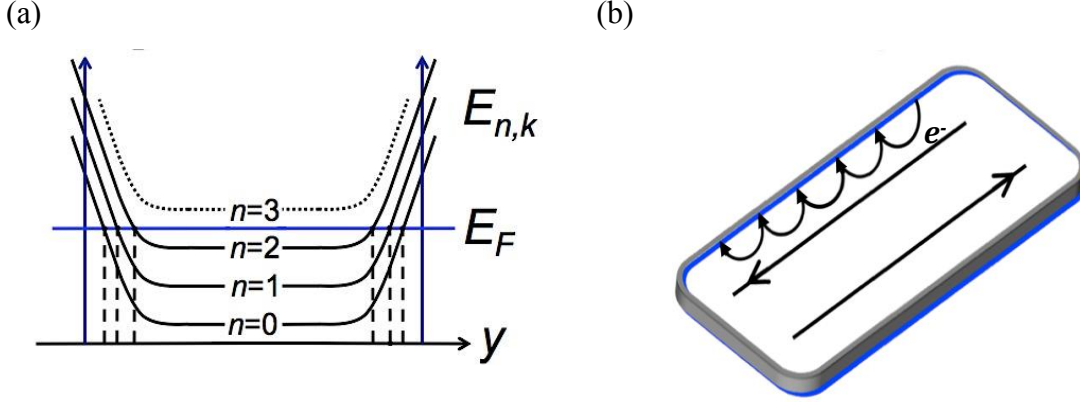 (a)
(b)
E_{n,k}
n=3
E_F
n=2
n=1
n=0
y
e-